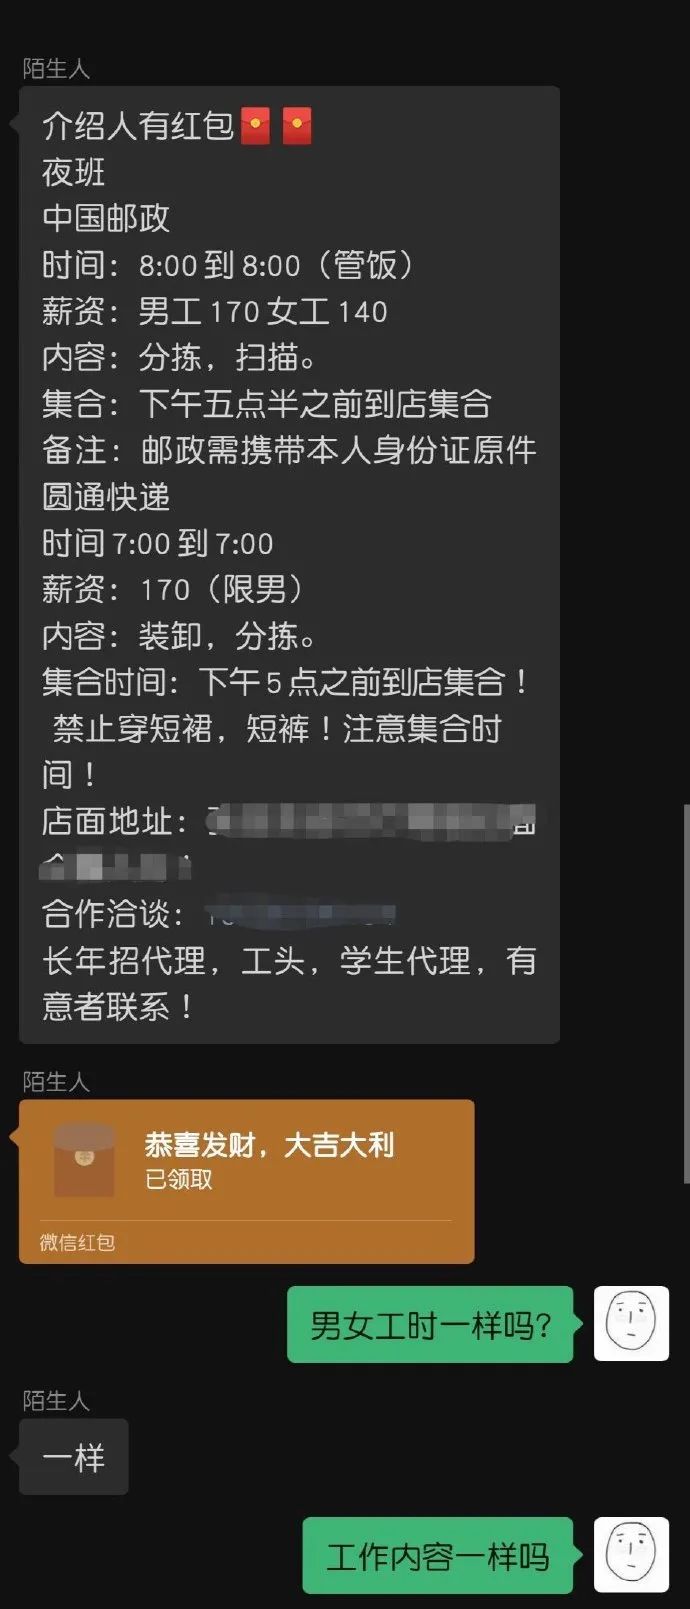 陌生人
介绍人有红包
夜班
中国邮政
时间：8:00到8:00（管饭）
薪资：男工170女工140
内容：分拣，扫描。
集合：下午五点半之前到店集合
备注：邮政需携带本人身份证原件
圆通快递
时间7:00到7:00
薪资：170（限男）
内容：装卸，分拣。
集合时间：下午5点之前到店集合！
禁止穿短裙，短裤！注意集合时
间！
店面地址：
合作洽谈：
长年招代理，工头，学生代理，有
意者联系！
陌生人
恭喜发财，大吉大利
已领取
微信红包
男女工时一样吗?
陌生人
一样
工作内容一样吗